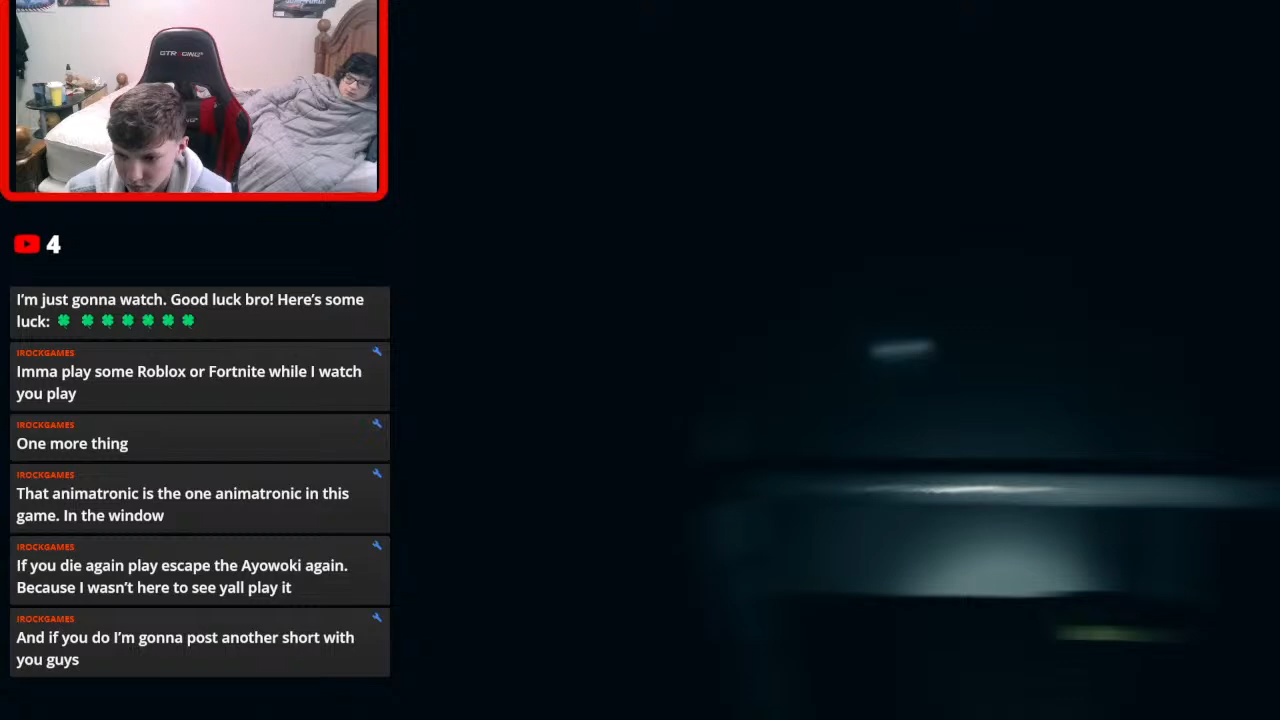 GTRACING
4
I'm just gonna watch. Good luck bro! Here's some
luck: 🍀 🍀 🍀 🍀 🍀 🍀 🍀
IROCKGAMES
Imma play some Roblox or Fortnite while I watch
you play
IROCKGAMES
One more thing
IROCKGAMES
That animatronic is the one animatronic in this
game. In the window
IROCKGAMES
If you die again play escape the Ayowoki again.
Because I wasn't here to see yall play it
IROCKGAMES
And if you do I'm gonna post another short with
you guys